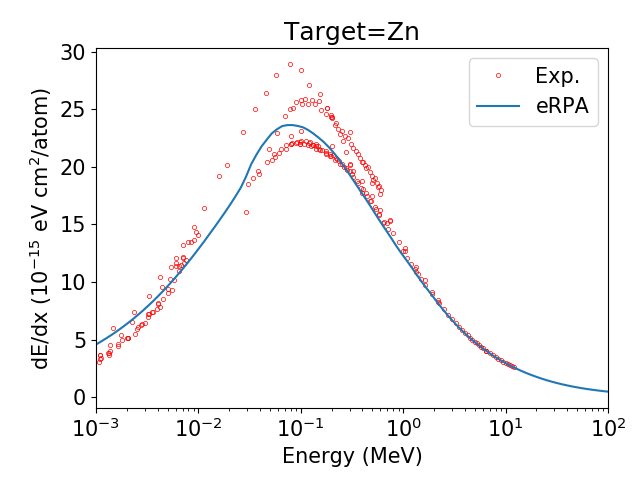 Target=Zn
dE/dx (10⁻¹⁵ eV cm²/atom)
30
25
20
15
10
5
0
Exp.
eRPA
10⁻³ 10⁻² 10⁻¹ 10⁰ 10¹ 10²
Energy (MeV)